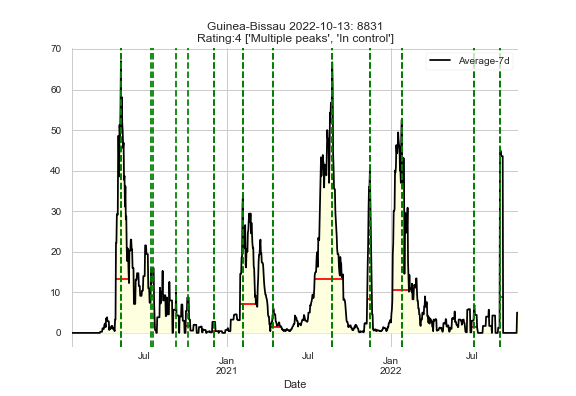 Guinea-Bissau 2022-10-13: 8831
Rating:4 ['Multiple peaks', 'In control']
70
Average-7d
60
50
40
30
20
10
0
Jul
Jan
2021
Jul
Jan
2022
Jul
Date